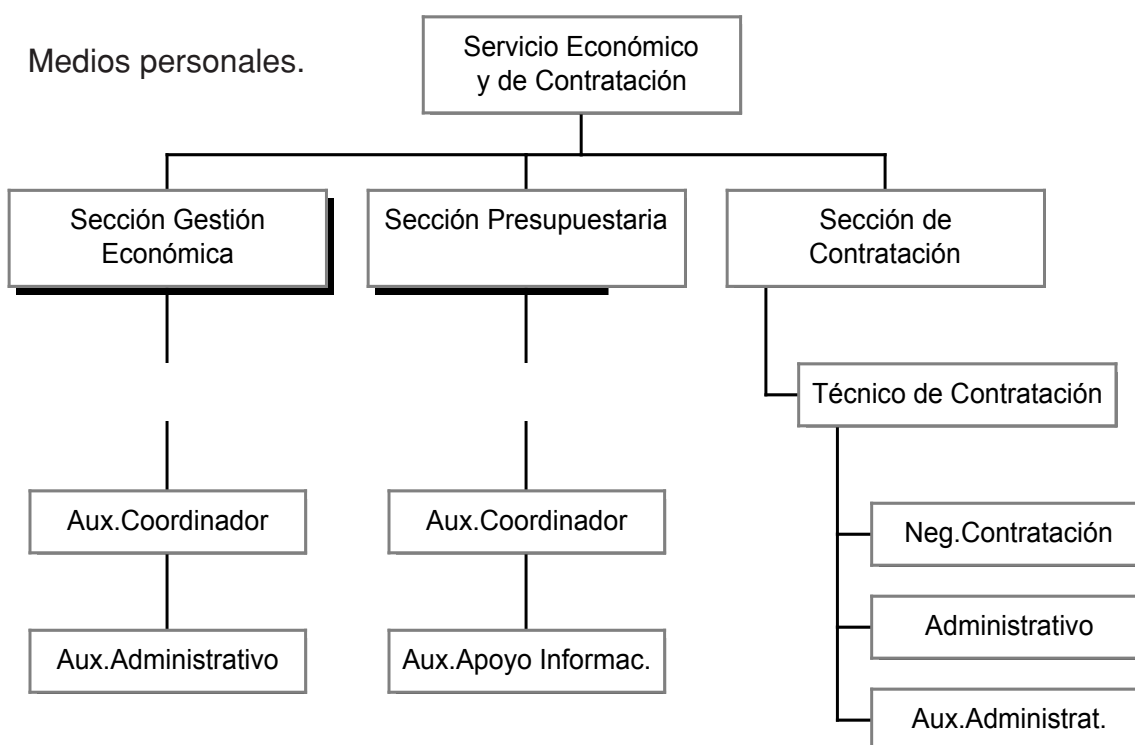 Medios personales.
Servicio Económico
y de Contratación
Sección Gestión
Económica
Sección Presupuestaria
Sección de
Contratación
Técnico de Contratación
Aux.Coordinador
Aux.Coordinador
Neg.Contratación
Administrativo
Aux.Administrativo
Aux.Apoyo Informac.
Aux.Administrat.